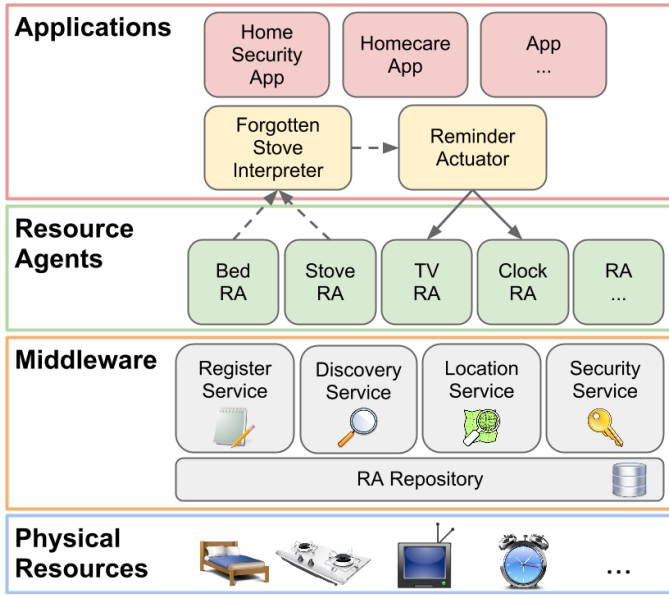 Applications
Home
Security
App
Homecare
App
App
...
Forgotten
Stove
Interpreter
Reminder
Actuator
Resource
Agents
Bed
RA
Stove
RA
TV
RA
Clock
RA
RA
...
Middleware
Register
Service
Discovery
Service
Location
Service
Security
Service
RA Repository
Physical
Resources
...